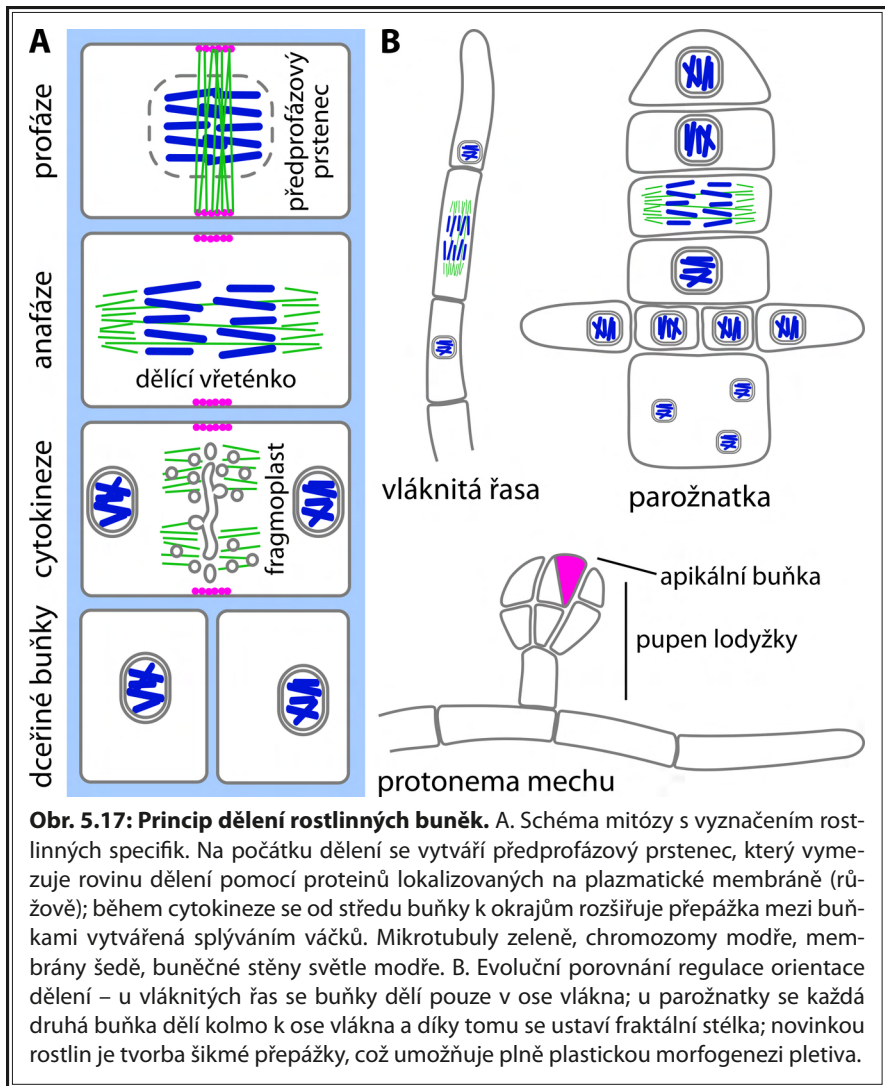 A
profáze
předprofázový
prstenec
anafáze
dělící vřeténko
cytokineze
fragmoplast
dceřiné buňky
B
vláknitá řasa
parožnatka
apikální buňka
pupen lodyžky
protonema mechu
Obr. 5.17: Princip dělení rostlinných buněk. A. Schéma mitózy s vyznačením rost-
linných specifik. Na počátku dělení se vytváří předprofázový prstenec, který vyme-
zuje rovinu dělení pomocí proteinů lokalizovaných na plazmatické membráně (rů-
žově); během cytokineze se od středu buňky k okrajům rozšiřuje přepážka mezi buň-
kami vytvářená splýváním váčků. Mikrotubuly zeleně, chromozomy modře, mem-
brány šedě, buněčné stěny světle modře. B. Evoluční porovnání regulace orientace
dělení – u vláknitých řas se buňky dělí pouze v ose vlákna; u parožnatky se každá
druhá buňka dělí kolmo k ose vlákna a díky tomu se ustaví fraktální stélka; novinkou
rostlin je tvorba šikmé přepážky, což umožňuje plně plastickou morfogenezi pletiva.